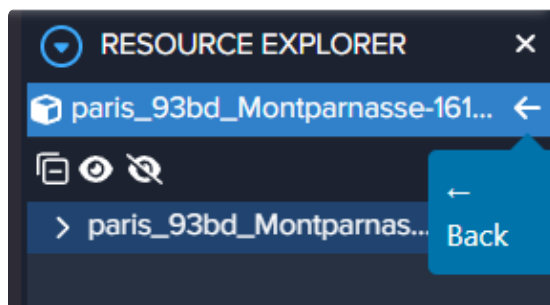 RESOURCE EXPLORER
paris_93bd_Montparnasse-161...
paris_93bd_Montparnas...
←
Back